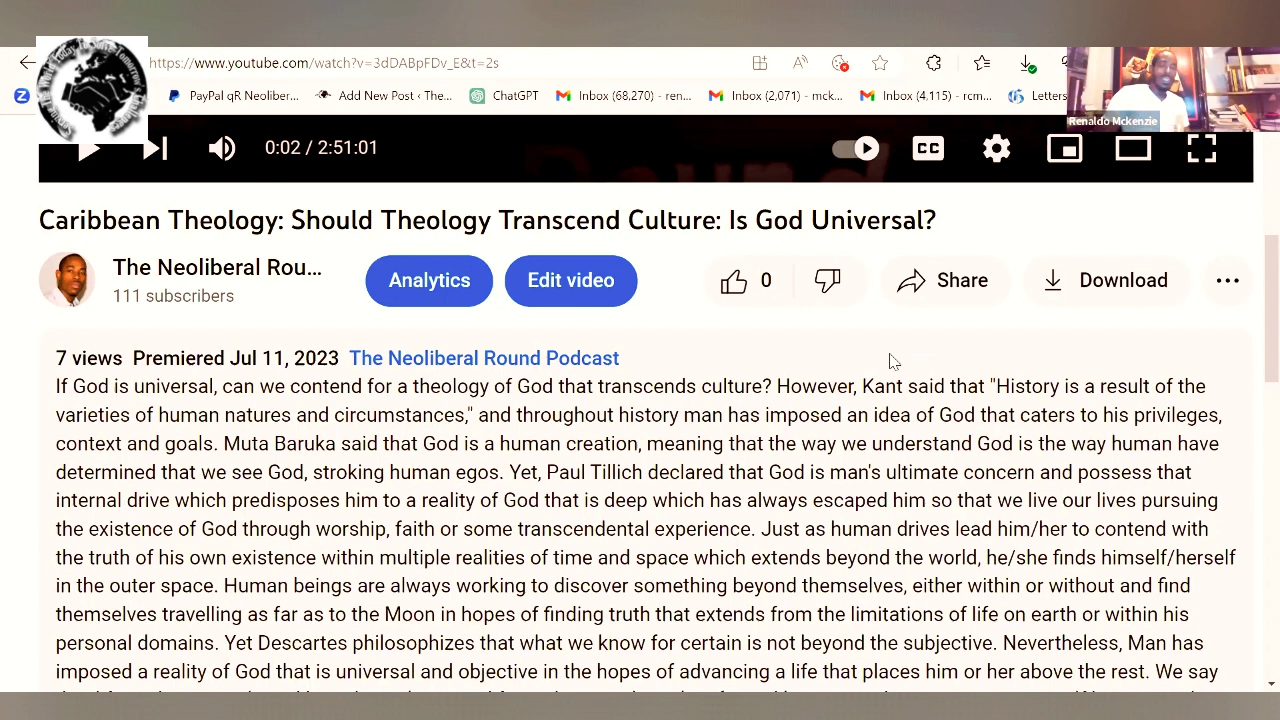 https://www.youtube.com/watch?v=3dDABpFDv_E&t=2s
PayPal qR Neoliber... Add New Post ‹ The... ChatGPT Inbox (68,270) - ren... Inbox (2,071) - mck... Inbox (4,115) - rcm... Letters
Renaldo Mckenzie
0:02 / 2:51:01
CC
Caribbean Theology: Should Theology Transcend Culture: Is God Universal?
The Neoliberal Rou...
111 subscribers
Analytics
Edit video
0
Share
Download
7 views Premiered Jul 11, 2023 The Neoliberal Round Podcast
If God is universal, can we contend for a theology of God that transcends culture? However, Kant said that "History is a result of the
varieties of human natures and circumstances," and throughout history man has imposed an idea of God that caters to his privileges,
context and goals. Muta Baruka said that God is a human creation, meaning that the way we understand God is the way human have
determined that we see God, stroking human egos. Yet, Paul Tillich declared that God is man's ultimate concern and possess that
internal drive which predisposes him to a reality of God that is deep which has always escaped him so that we live our lives pursuing
the existence of God through worship, faith or some transcendental experience. Just as human drives lead him/her to contend with
the truth of his own existence within multiple realities of time and space which extends beyond the world, he/she finds himself/herself
in the outer space. Human beings are always working to discover something beyond themselves, either within or without and find
themselves travelling as far as to the Moon in hopes of finding truth that extends from the limitations of life on earth or within his
personal domains. Yet Descartes philosophizes that what we know for certain is not beyond the subjective. Nevertheless, Man has
imposed a reality of God that is universal and objective in the hopes of advancing a life that places him or her above the rest. We say